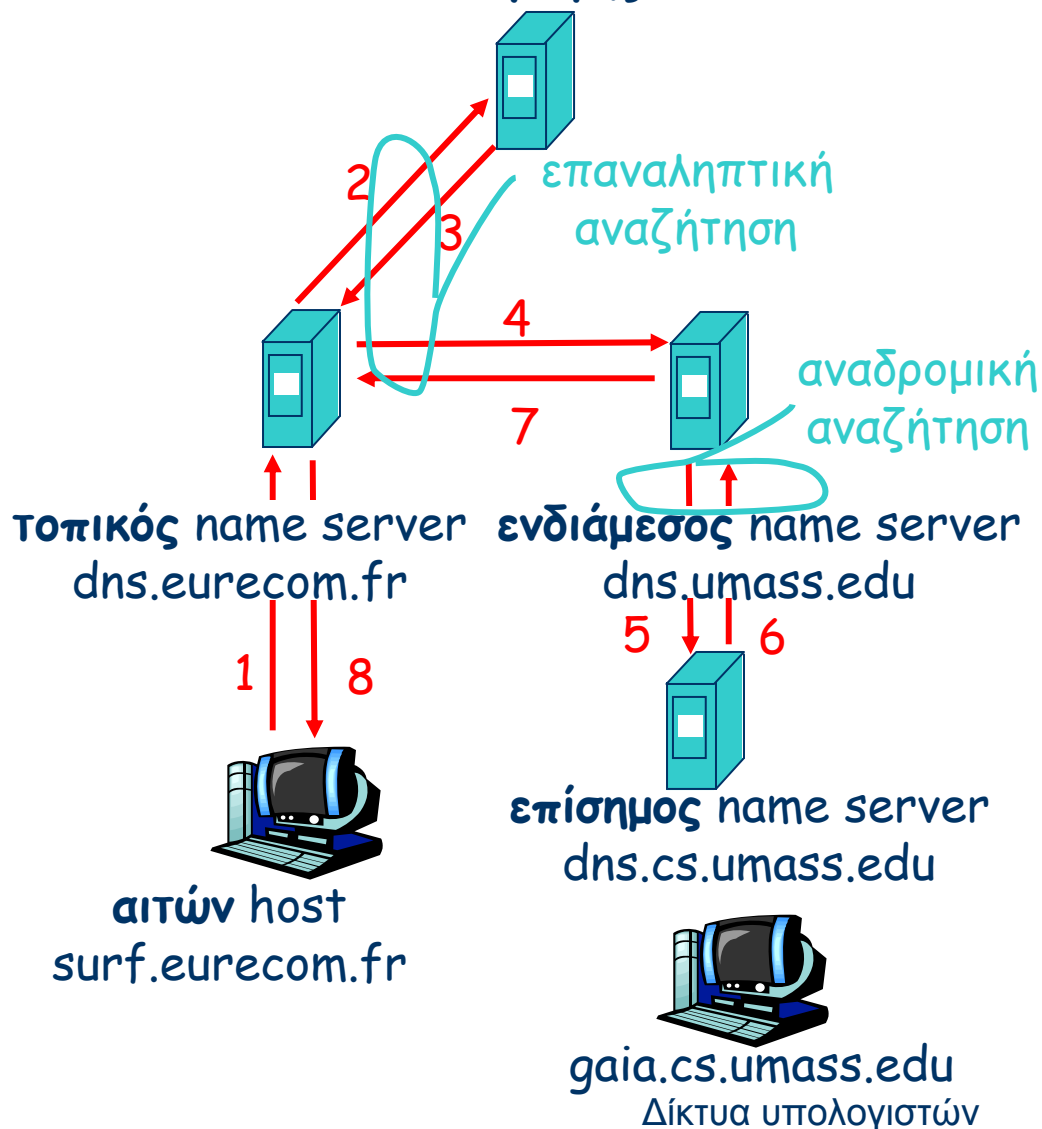 2
επαναληπτική
αναζήτηση
3
4
αναδρομική
αναζήτηση
7
τοπικός name server
dns.eurecom.fr
ενδιάμεσος name server
dns.umass.edu
5
6
1
8
επίσημος name server
dns.cs.umass.edu
αιτών host
surf.eurecom.fr
gaia.cs.umass.edu
Δίκτυα υπολογιστών